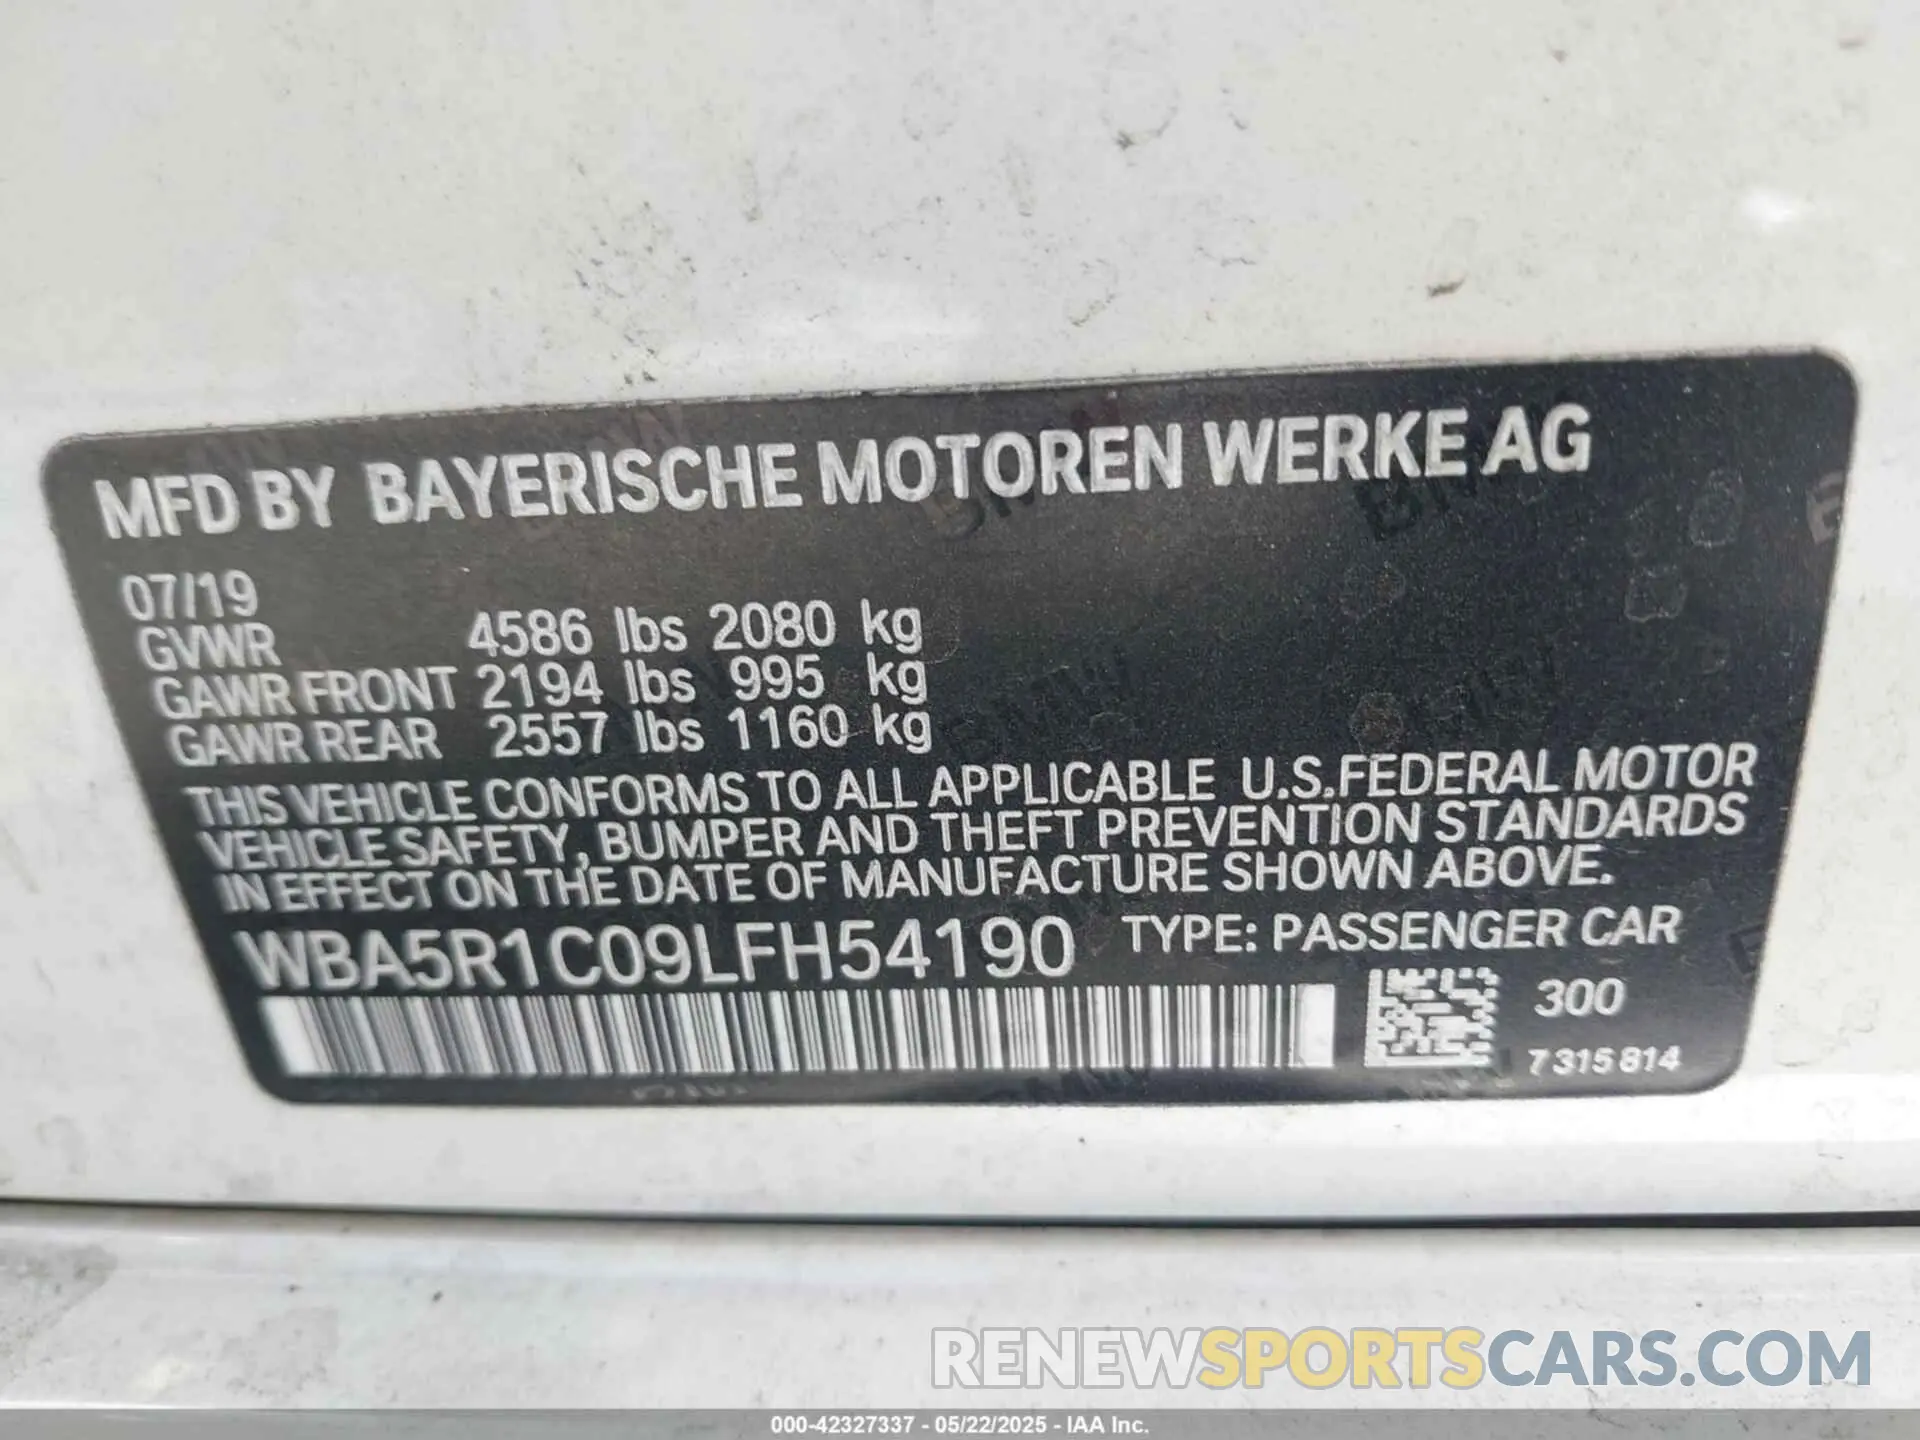 MFD BY BAYERISCHE MOTOREN WERKE AG
07/19
GVWR 4586 lbs 2080 kg
GAWR FRONT 2194 lbs 995 kg
GAWR REAR 2557 lbs 1160 kg
THIS VEHICLE CONFORMS TO ALL APPLICABLE U.S.FEDERAL MOTOR
VEHICLE SAFETY, BUMPER AND THEFT PREVENTION STANDARDS
IN EFFECT ON THE DATE OF MANUFACTURE SHOWN ABOVE.
WBA5R1C09LFH54190 TYPE: PASSENGER CAR
300
7315814
RENEWSPORTSCARS.COM
000-42327337 - 05/22/2025 - IAA Inc.